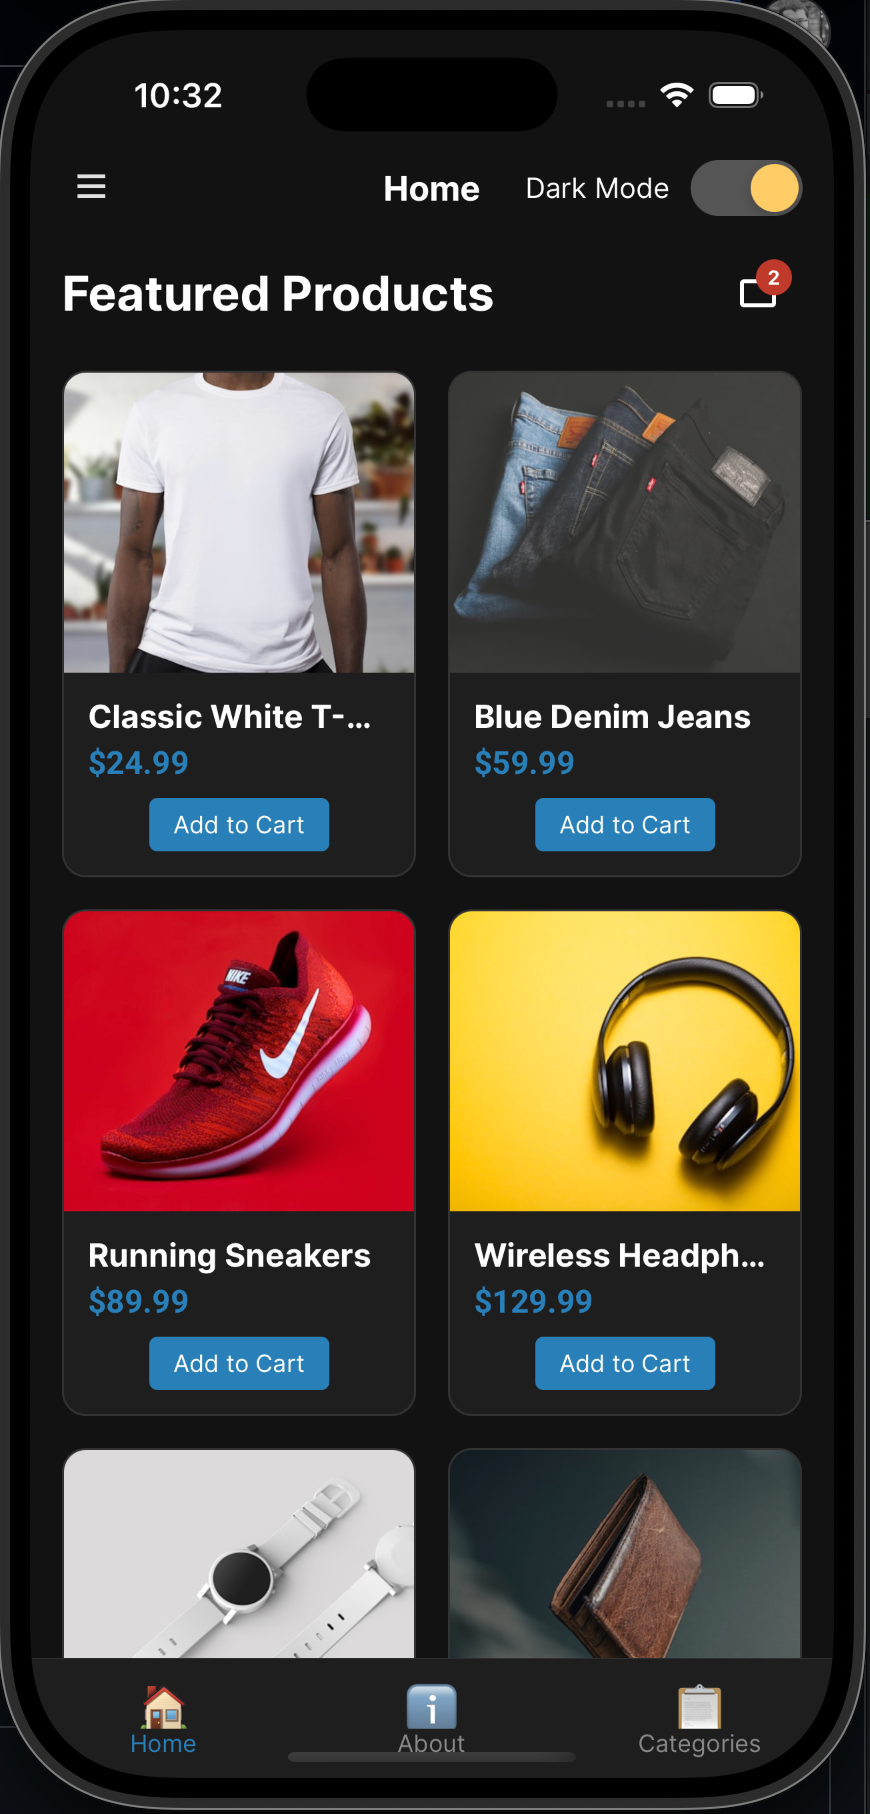 10:32
Home Dark Mode
Featured Products
2
Classic White T-...
$24.99
Add to Cart
Blue Denim Jeans
$59.99
Add to Cart
NIKE
Running Sneakers
$89.99
Add to Cart
Wireless Headph...
$129.99
Add to Cart
Home
About
Categories